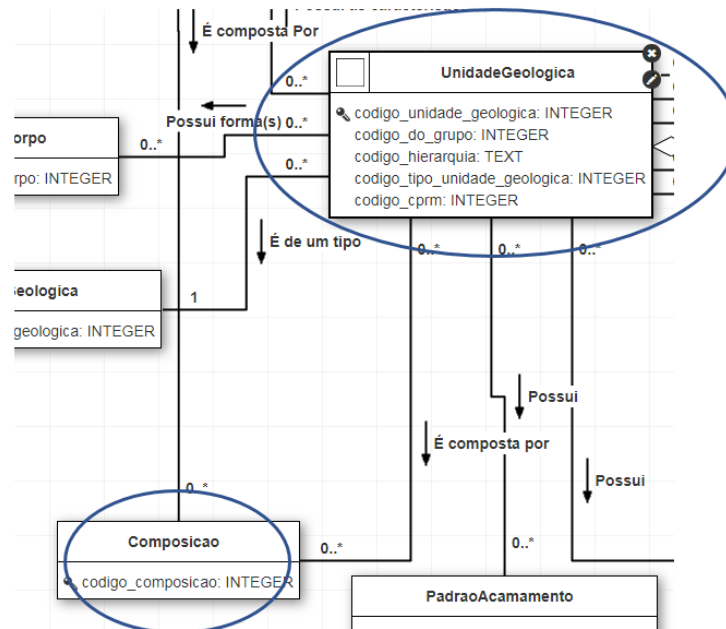 É composta Por
0..*
UnidadeGeologica
codigo_unidade_geologica: INTEGER
codigo_do_grupo: INTEGER
codigo_hierarquia: TEXT
codigo_tipo_unidade_geologica: INTEGER
codigo_cprm: INTEGER
Possui forma(s) 0..*
orpo
0..*
rpo: INTEGER
0..*
É de um tipo
0..*
0..*
0..*
Geologica
1
geologica: INTEGER
Possui
É composta por
Possui
0..*
Composicao
0..*
0..*
codigo_composicao: INTEGER
PadraoAcamamento